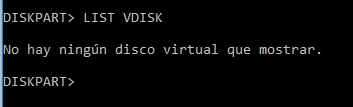 DISKPART> LIST VDISK
No hay ningún disco virtual que mostrar.
DISKPART>